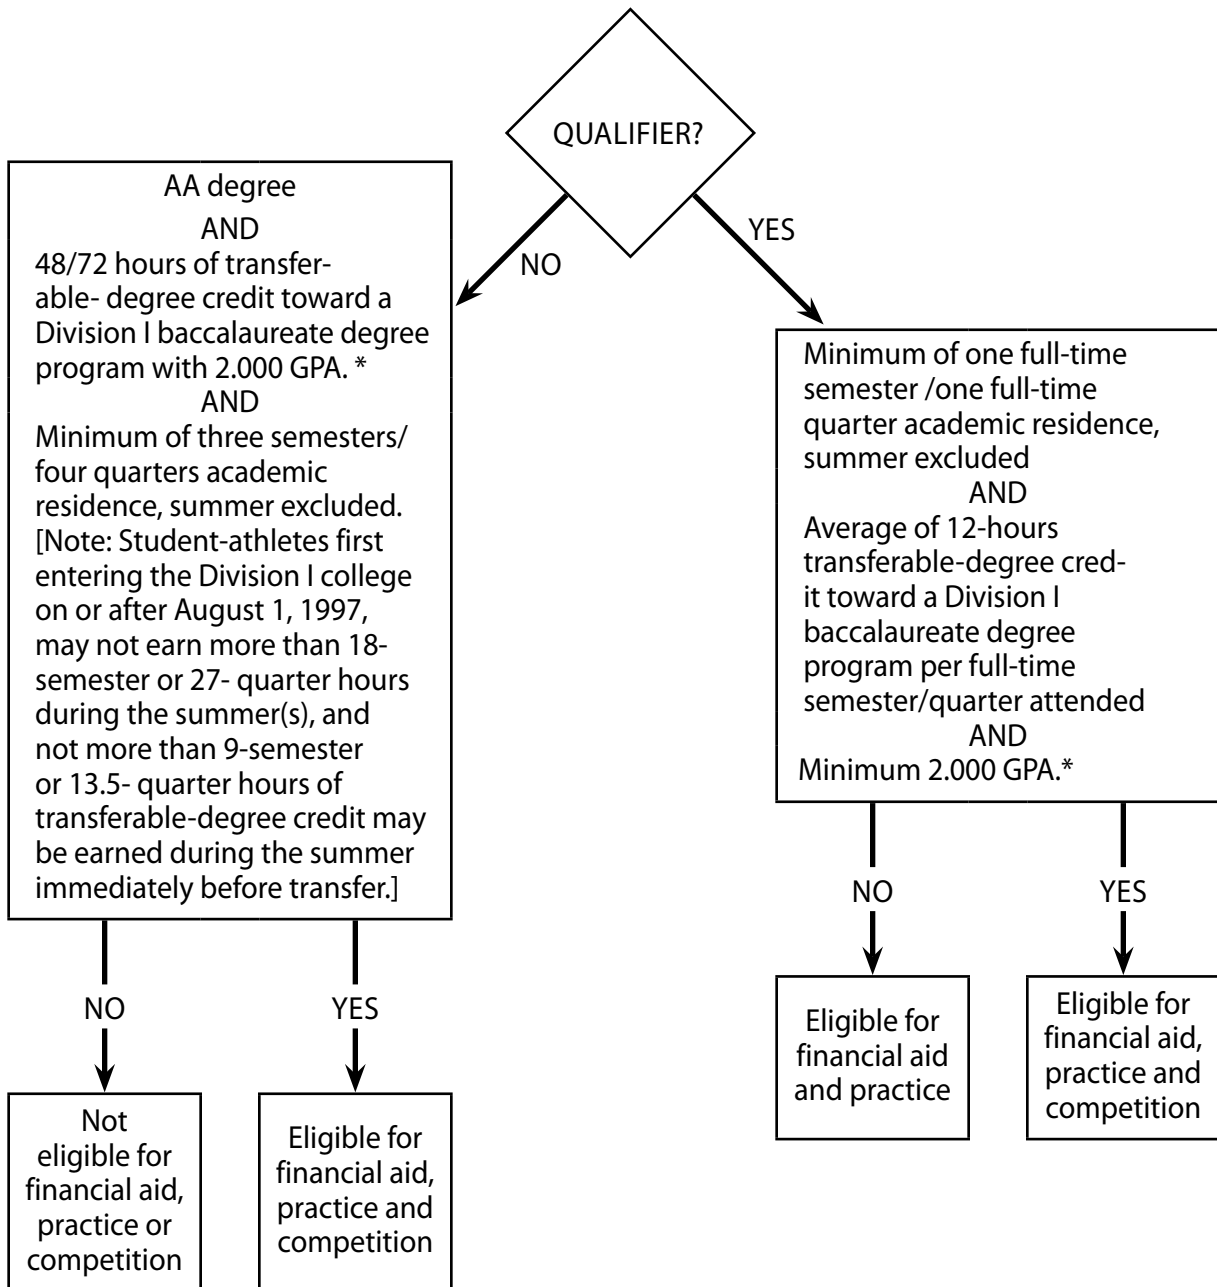 QUALIFIER?
NO
YES
AA degree
AND
48/72 hours of transfer-
able- degree credit toward a
Division I baccalaureate degree
program with 2.000 GPA. *
AND
Minimum of three semesters/
four quarters academic
residence, summer excluded.
[Note: Student-athletes first
entering the Division I college
on or after August 1, 1997,
may not earn more than 18-
semester or 27- quarter hours
during the summer(s), and
not more than 9-semester
or 13.5- quarter hours of
transferable-degree credit may
be earned during the summer
immediately before transfer.]
NO
YES
Not
eligible for
financial aid,
practice or
competition
Eligible for
financial aid,
practice and
competition
Minimum of one full-time
semester /one full-time
quarter academic residence,
summer excluded
AND
Average of 12-hours
transferable-degree cred-
it toward a Division I
baccalaureate degree
program per full-time
semester/quarter attended
AND
Minimum 2.000 GPA.*
NO
YES
Eligible for
financial aid
and practice
Eligible for
financial aid,
practice and
competition